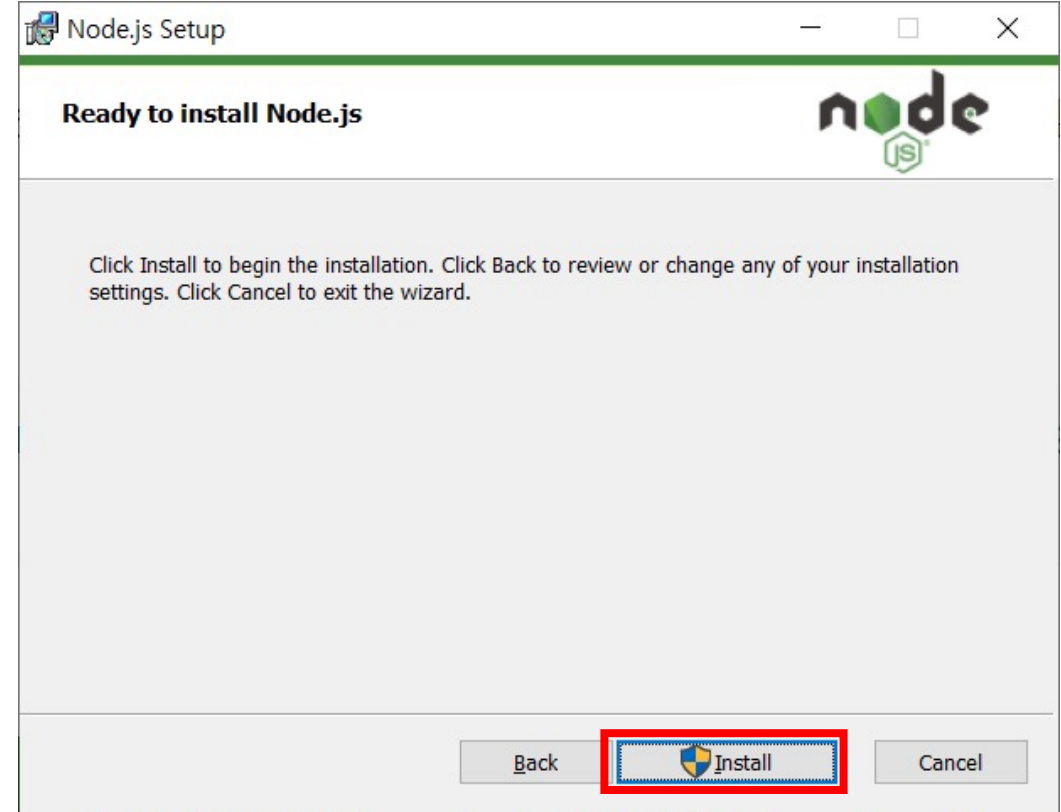 Node.js Setup
Ready to install Node.js
node
JS
Click Install to begin the installation. Click Back to review or change any of your installation
settings. Click Cancel to exit the wizard.
Back
Install
Cancel